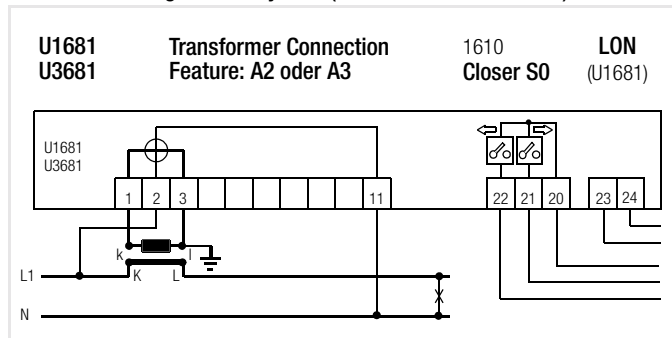 U1681 Transformer Connection 1610 LON
U3681 Feature: A2 oder A3 Closer S0 (U1681)
U1681
U3681
1 2 3 11 22 21 20 23 24
k l
L1 K L
N